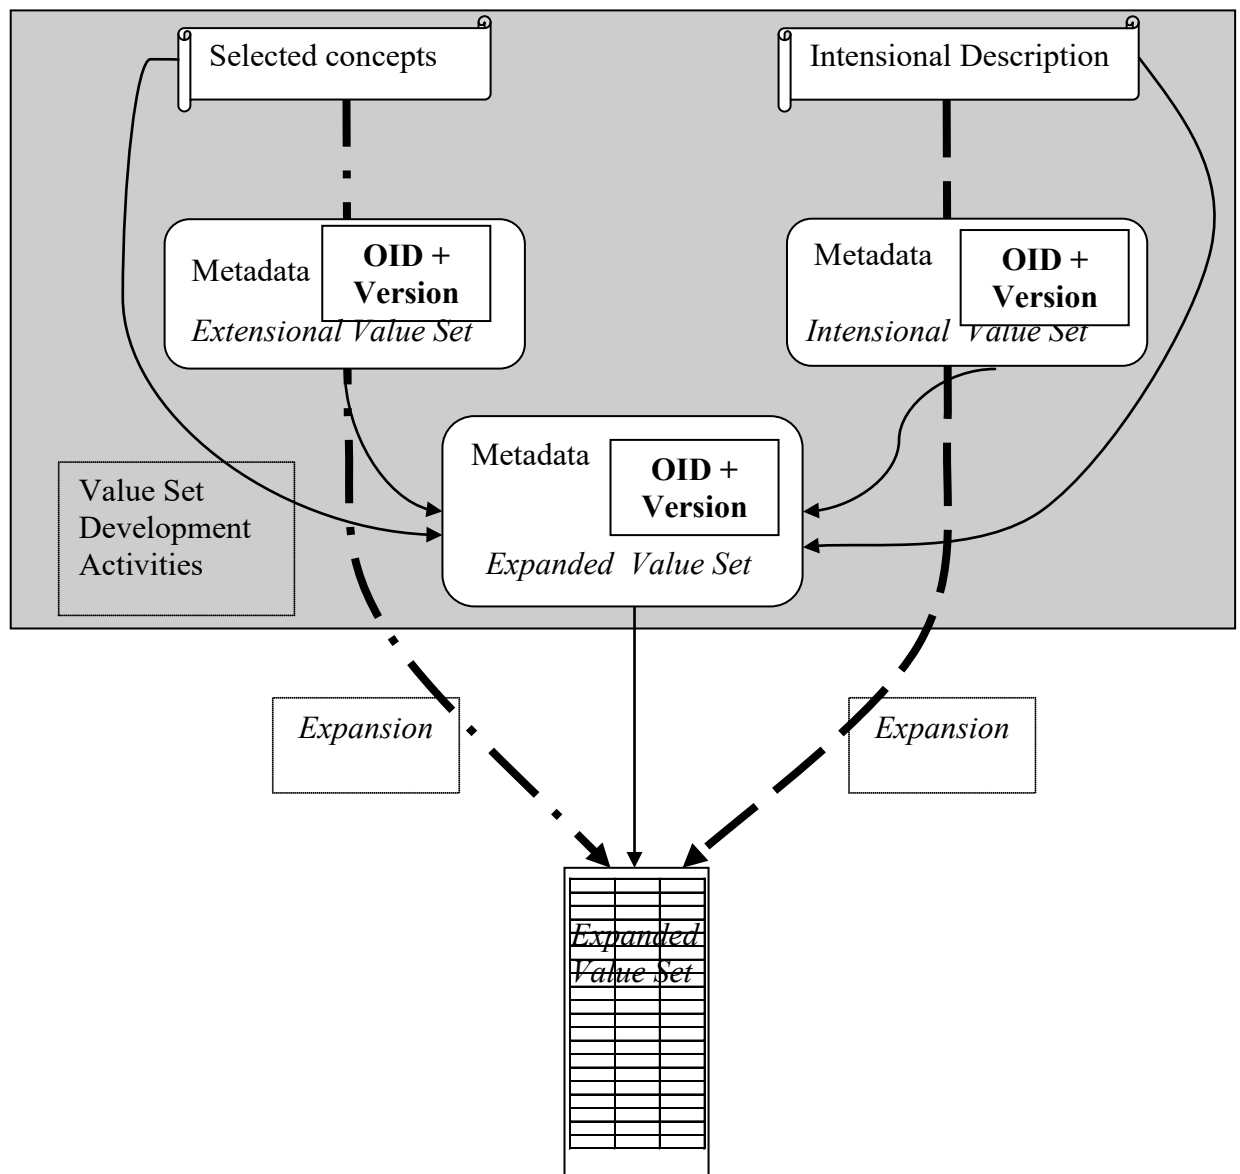 Selected concepts
Intensional Description
Metadata
OID +
Version
Extensional Value Set
Metadata
OID +
Version
Intensional Value Set
Metadata
OID +
Version
Expanded Value Set
Value Set
Development
Activities
Expansion
Expansion
Expanded
Value Set